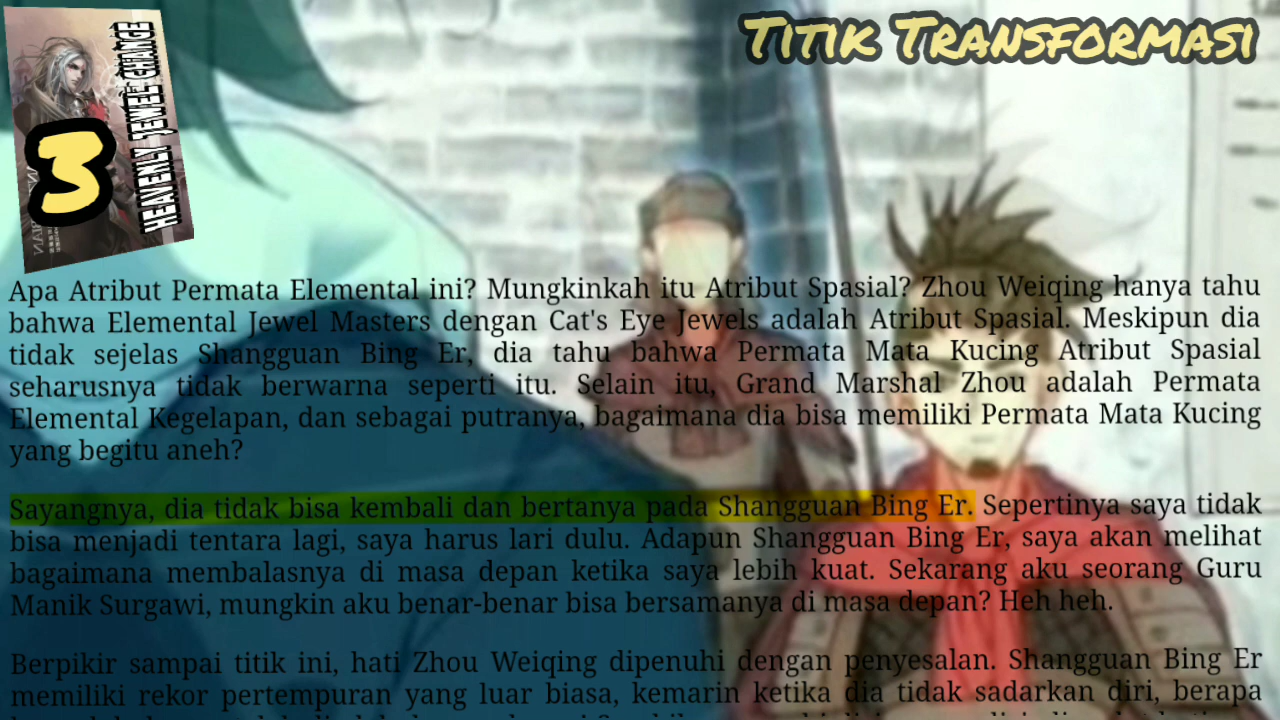 Titik Transformasi
HEAVENLY JEWEL CHANGE
3
Apa Atribut Permata Elemental ini? Mungkinkah itu Atribut Spasial? Zhou Weiqing hanya tahu
bahwa Elemental Jewel Masters dengan Cat's Eye Jewels adalah Atribut Spasial. Meskipun dia
tidak sejelas Shangguan Bing Er, dia tahu bahwa Permata Mata Kucing Atribut Spasial
seharusnya tidak berwarna seperti itu. Selain itu, Grand Marshal Zhou adalah Permata
Elemental Kegelapan, dan sebagai putranya, bagaimana dia bisa memiliki Permata Mata Kucing
yang begitu aneh?
Sayangnya, dia tidak bisa kembali dan bertanya pada Shangguan Bing Er. Sepertinya saya tidak
bisa menjadi tentara lagi, saya harus lari dulu. Adapun Shangguan Bing Er, saya akan melihat
bagaimana membalasnya di masa depan ketika saya lebih kuat. Sekarang aku seorang Guru
Manik Surgawi, mungkin aku benar-benar bisa bersamanya di masa depan? Heh heh.
Berpikir sampai titik ini, hati Zhou Weiqing dipenuhi dengan penyesalan. Shangguan Bing Er
memiliki rekor pertempuran yang luar biasa, kemarin ketika dia tidak sadarkan diri, berapa